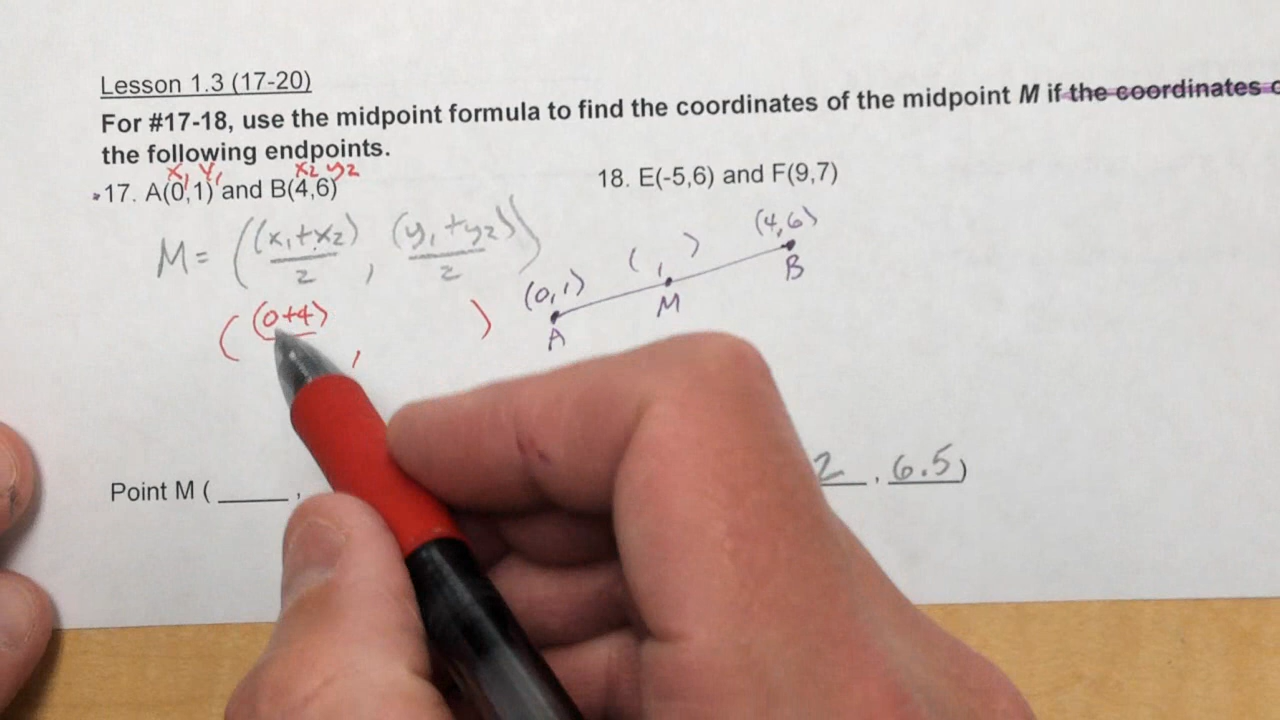 Lesson 1.3 (17-20)
For #17-18, use the midpoint formula to find the coordinates of the midpoint M if the coordinates o
the following endpoints.
x₁ y₁ x₂ y₂
17. A(0,1) and B(4,6)
18. E(-5,6) and F(9,7)
M = ((x₁+x₂)/2, (y₁+y₂)/2)
(0,1)
A
( , )
M
(4,6)
B
((0+4) , )
Point M ( _____ ,
2 , 6.5)